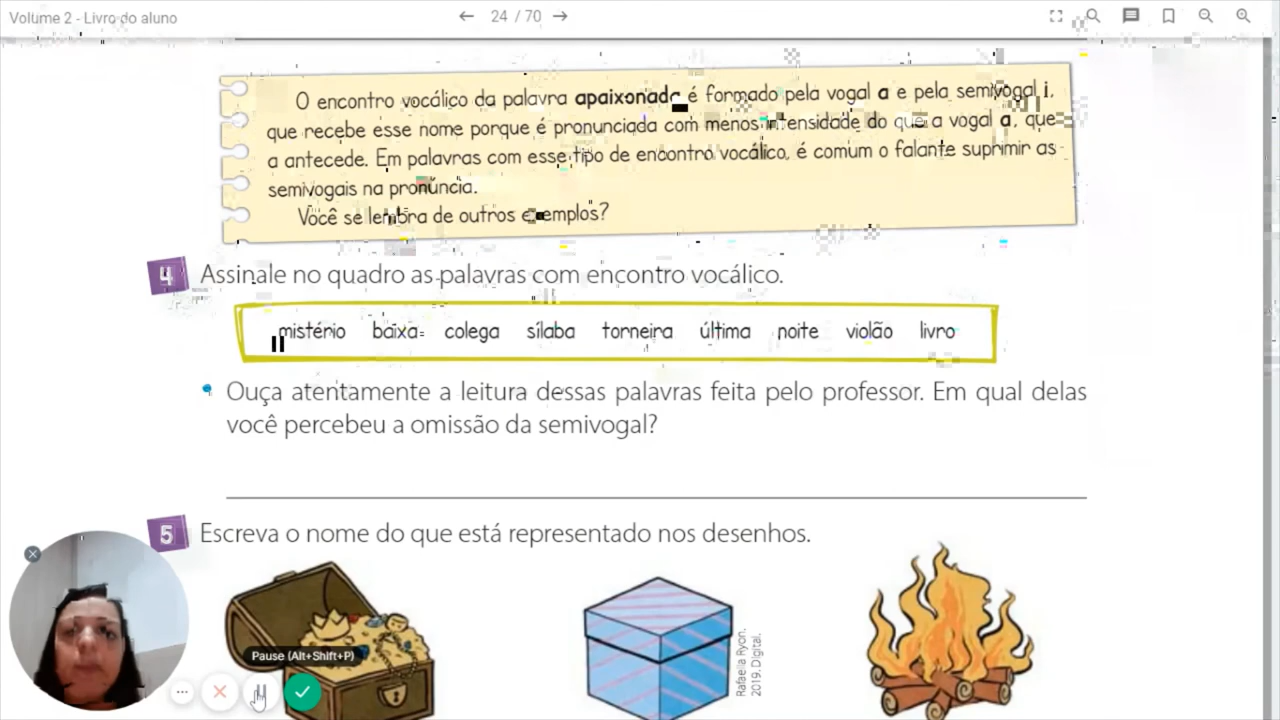 Volume 2 - Livro do aluno
24 / 70
O encontro vocálico da palavra apaixonado é formado pela vogal a e pela semivogal i,
que recebe esse nome porque é pronunciada com menos intensidade do que a vogal a, que
a antecede. Em palavras com esse tipo de encontro vocálico, é comum o falante suprimir as
semivogais na pronúncia.
Você se lembra de outros exemplos?
4 Assinale no quadro as palavras com encontro vocálico.
mistério baixa colega sílaba torneira última noite violão livro
Ouça atentamente a leitura dessas palavras feita pelo professor. Em qual delas
você percebeu a omissão da semivogal?
5 Escreva o nome do que está representado nos desenhos.
Rafaella Ryon.
2019. Digital.
Pause (Alt+Shift+P)